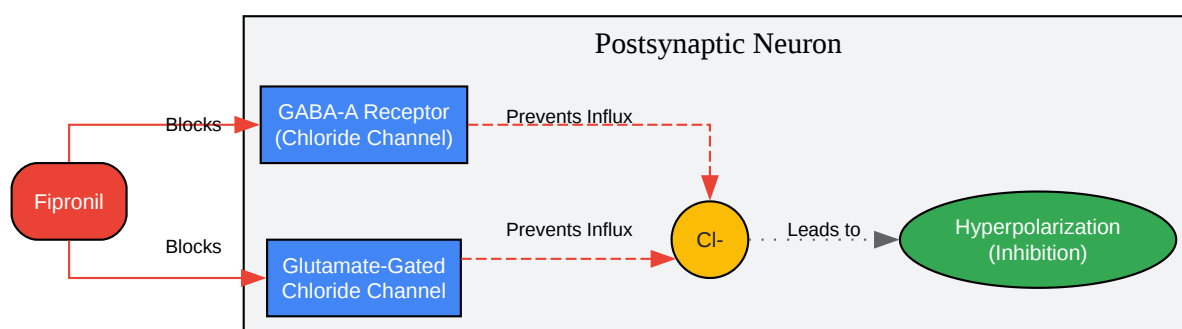 Postsynaptic Neuron
Blocks
GABA-A Receptor
(Chloride Channel)
Prevents Influx
Fipronil
Blocks
Glutamate-Gated
Chloride Channel
Prevents Influx
Cl-
Leads to
Hyperpolarization
(Inhibition)